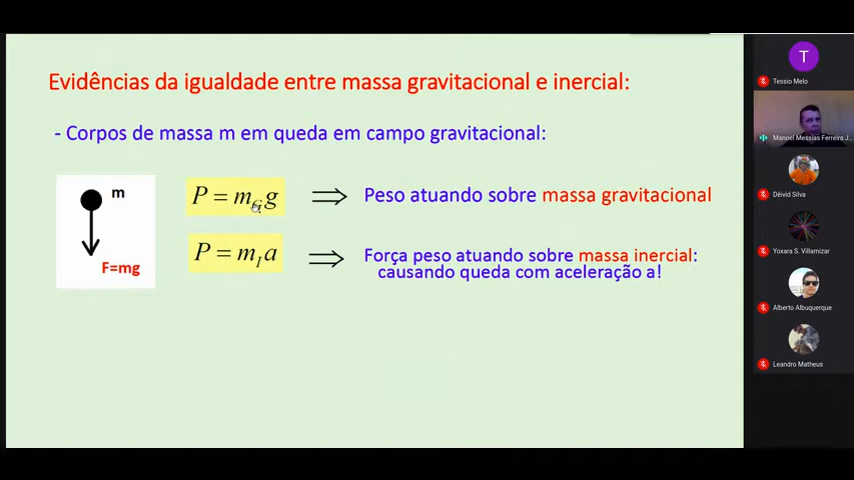 Evidências da igualdade entre massa gravitacional e inercial:
- Corpos de massa m em queda em campo gravitacional:
m
F=mg
P = m_G g
⇒ Peso atuando sobre massa gravitacional
P = m_I a
⇒ Força peso atuando sobre massa inercial:
causando queda com aceleração a!
T
Tessio Melo
Manoel Messias Ferreira J...
Déivid Silva
Yoxara S. Villamizar
Alberto Albuquerque
Leandro Matheus